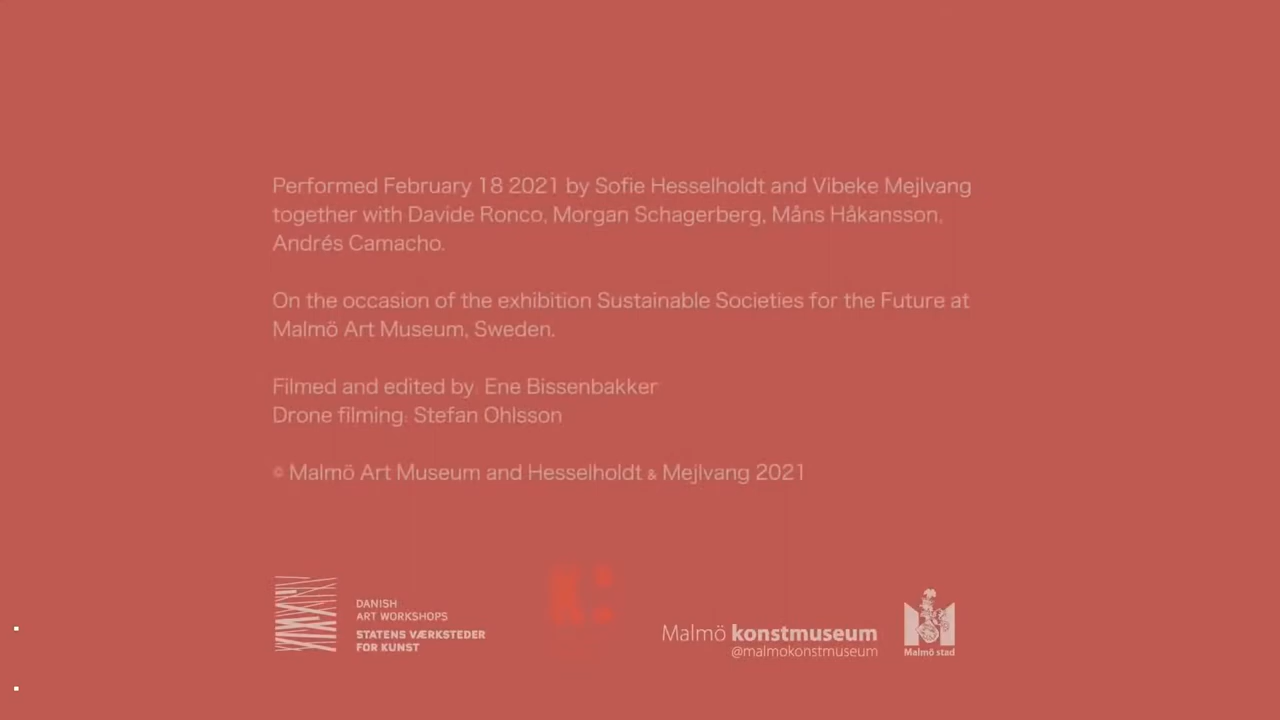 Performed February 18 2021 by Sofie Hesselholdt and Vibeke Mejlvang
together with Davide Ronco, Morgan Schagerberg, Måns Håkansson,
Andrés Camacho.
On the occasion of the exhibition Sustainable Societies for the Future at
Malmö Art Museum, Sweden.
Filmed and edited by: Ene Bissenbakker
Drone filming: Stefan Ohlsson
© Malmö Art Museum and Hesselholdt & Mejlvang 2021
DANISH
ART WORKSHOPS
STATENS VÆRKSTEDER
FOR KUNST
Malmö konstmuseum
@malmokonstmuseum
Malmö stad